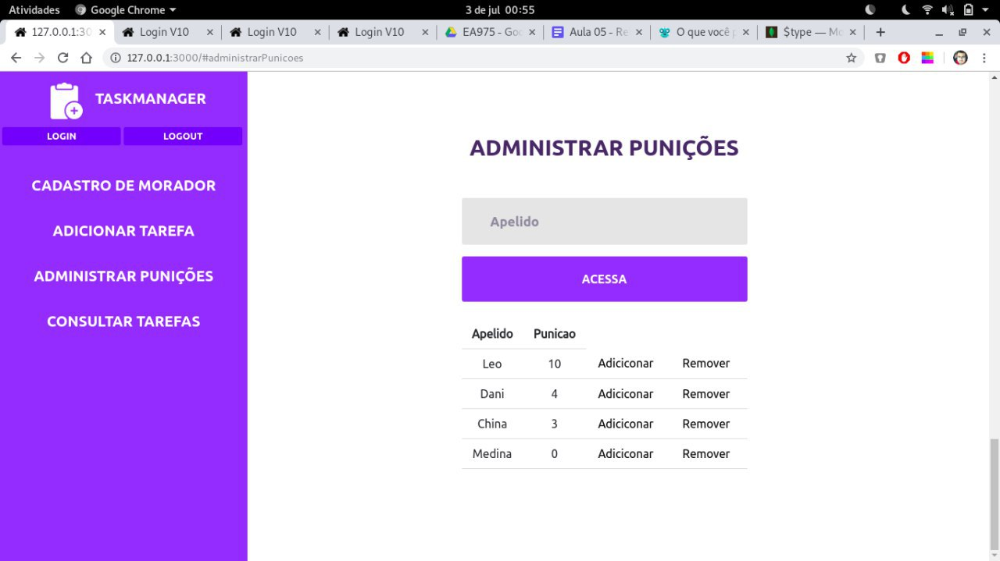 Atividades Google Chrome 3 de jul 00:55
127.0.0.1:30 Login V10 Login V10 Login V10 EA975 - Goo Aula 05 - Re O que você p $type — Mo
127.0.0.1:3000/#administrarPunicoes
TASKMANAGER
LOGIN LOGOUT
CADASTRO DE MORADOR
ADICIONAR TAREFA
ADMINISTRAR PUNIÇÕES
CONSULTAR TAREFAS
ADMINISTRAR PUNIÇÕES
Apelido
ACESSA
Apelido Punicao
Leo 10 Adiciconar Remover
Dani 4 Adiciconar Remover
China 3 Adiciconar Remover
Medina 0 Adiciconar Remover